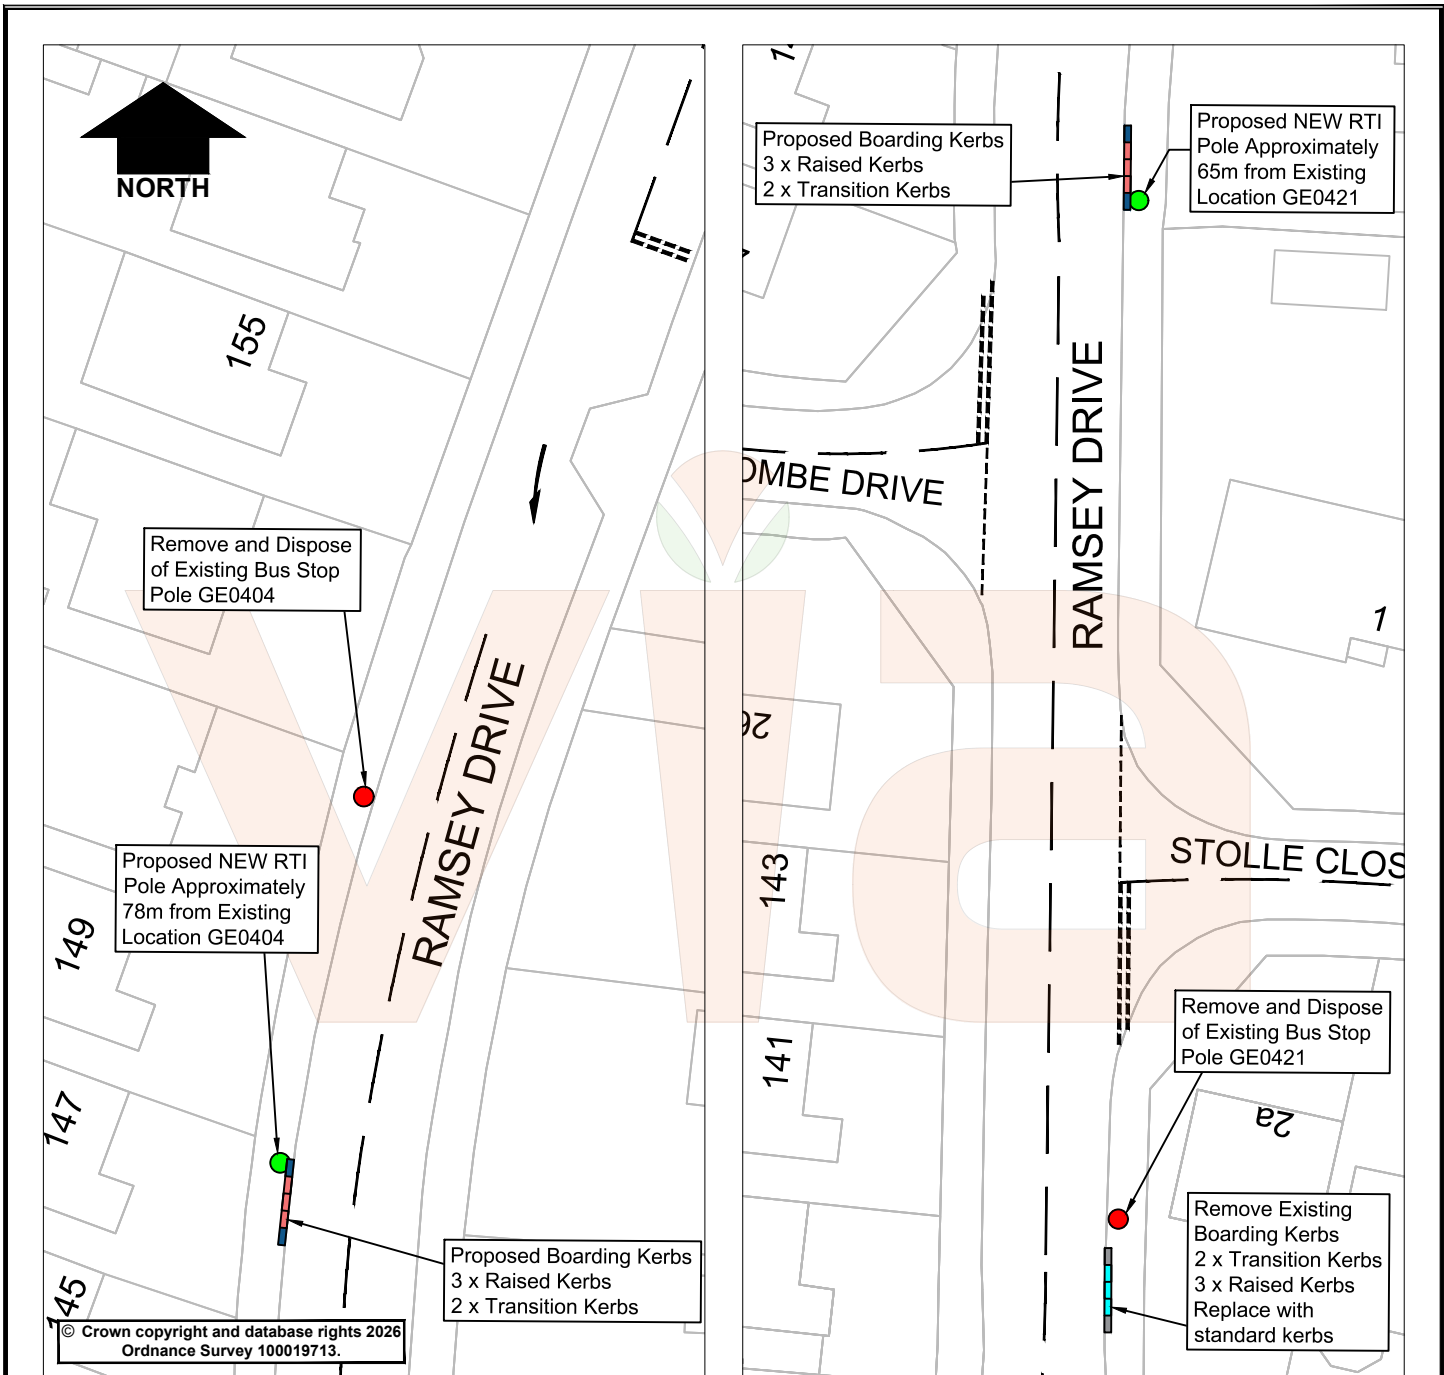 NORTH
155
Remove and Dispose
of Existing Bus Stop
Pole GE0404
RAMSEY DRIVE
Proposed NEW RTI
Pole Approximately
78m from Existing
Location GE0404
149
147
145
Proposed Boarding Kerbs
3 x Raised Kerbs
2 x Transition Kerbs
© Crown copyright and database rights 2026
Ordnance Survey 100019713.
via
Proposed Boarding Kerbs
3 x Raised Kerbs
2 x Transition Kerbs
Proposed NEW RTI
Pole Approximately
65m from Existing
Location GE0421
RAMSEY DRIVE
OMBE DRIVE
1
26
143
STOLLE CLOS
141
Remove and Dispose
of Existing Bus Stop
Pole GE0421
2a
Remove Existing
Boarding Kerbs
2 x Transition Kerbs
3 x Raised Kerbs
Replace with
standard kerbs